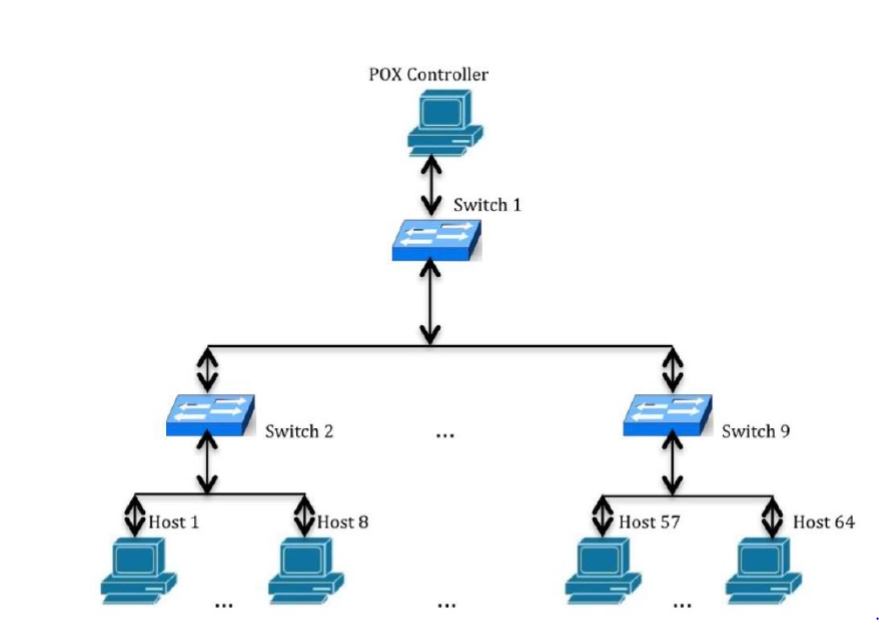 POX Controller
Switch 1
Switch 2
...
Switch 9
Host 1
Host 8
Host 57
Host 64
...
...
...